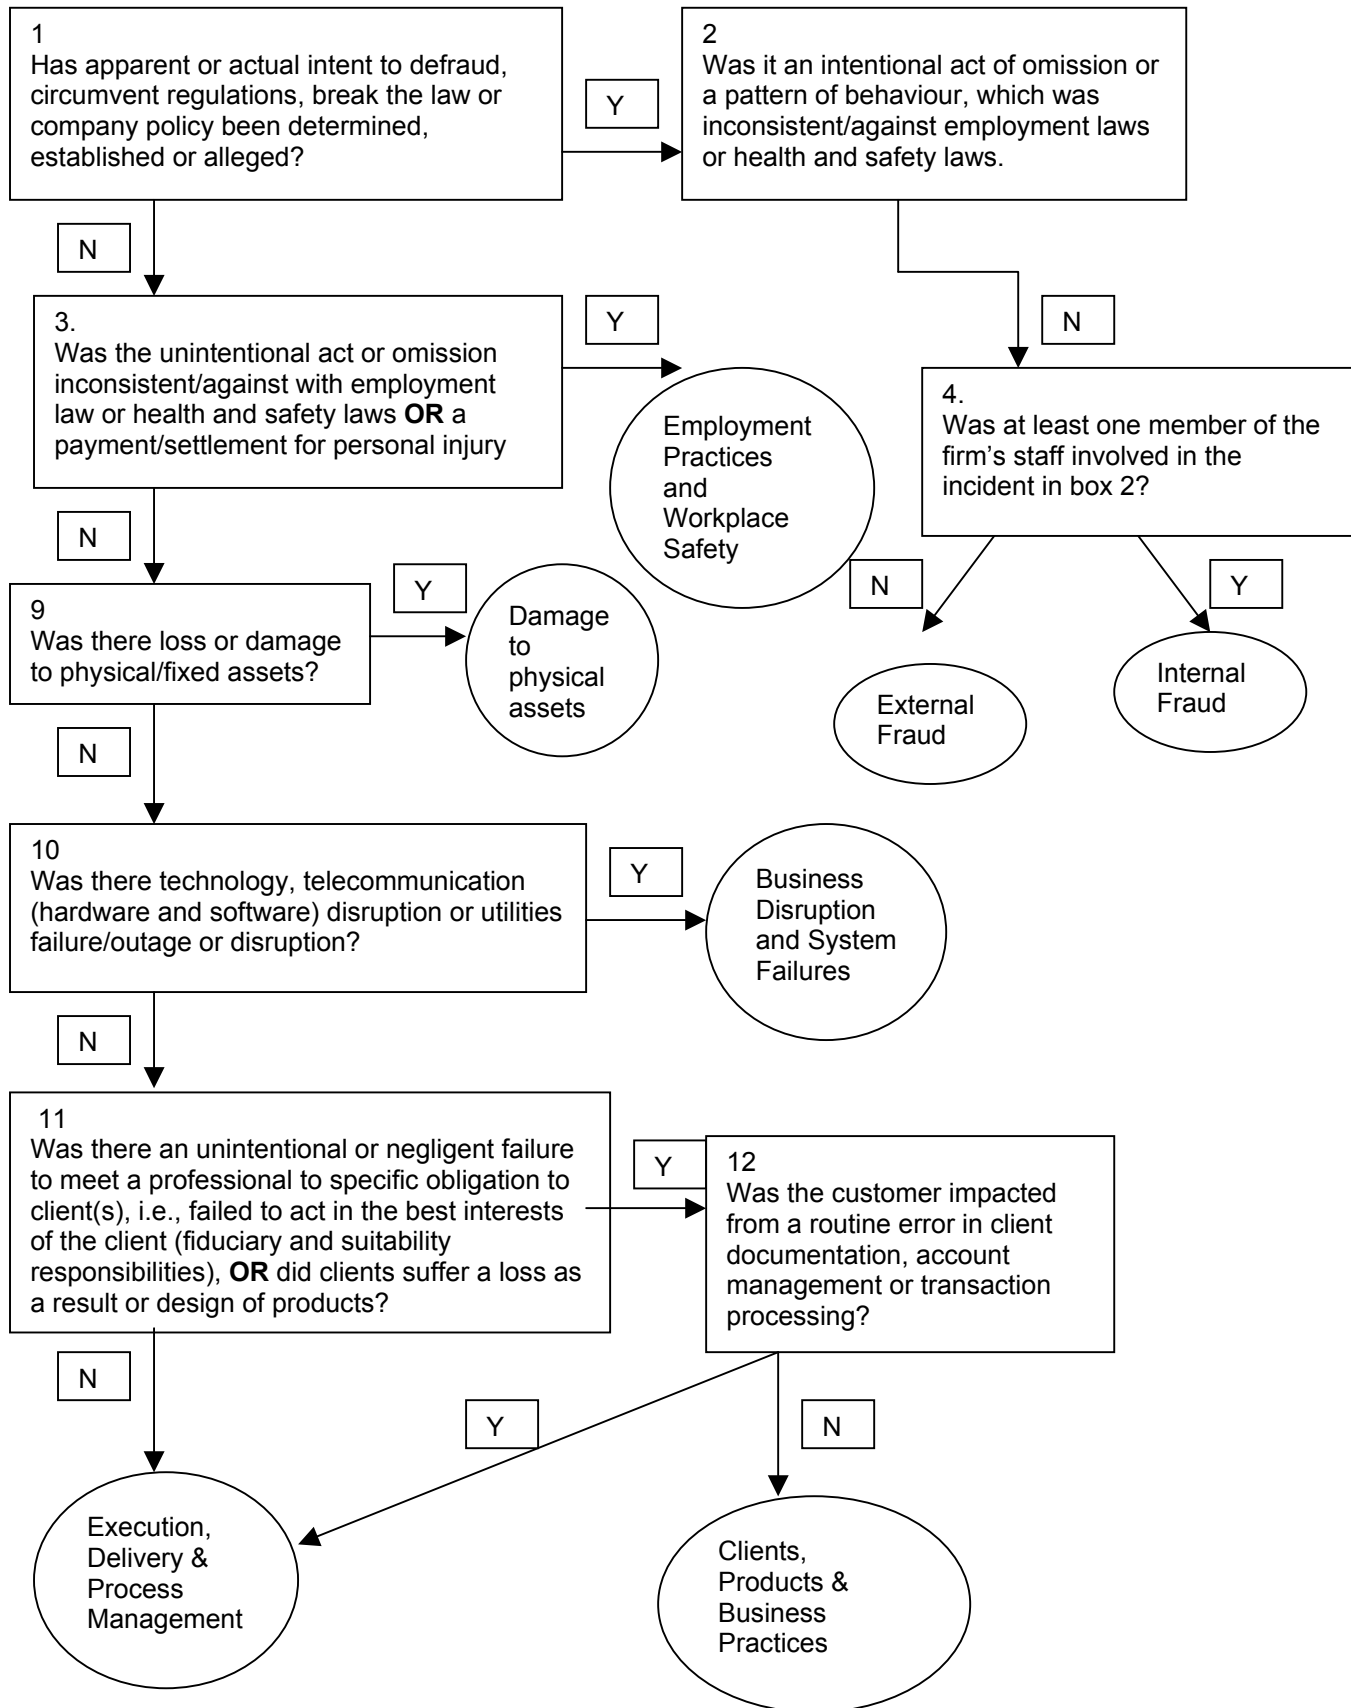 1
Has apparent or actual intent to defraud,
circumvent regulations, break the law or
company policy been determined,
established or alleged?
Y
2
Was it an intentional act of omission or
a pattern of behaviour, which was
inconsistent/against employment laws
or health and safety laws.
N
3.
Was the unintentional act or omission
inconsistent/against with employment
law or health and safety laws OR a
payment/settlement for personal injury
Y
Employment
Practices
and
Workplace
Safety
N
4.
Was at least one member of the
firm's staff involved in the
incident in box 2?
N
Y
External
Fraud
Internal
Fraud
N
9
Was there loss or damage
to physical/fixed assets?
Y
Damage
to
physical
assets
N
10
Was there technology, telecommunication
(hardware and software) disruption or utilities
failure/outage or disruption?
Y
Business
Disruption
and System
Failures
N
11
Was there an unintentional or negligent failure
to meet a professional to specific obligation to
client(s), i.e., failed to act in the best interests
of the client (fiduciary and suitability
responsibilities), OR did clients suffer a loss as
a result or design of products?
Y
12
Was the customer impacted
from a routine error in client
documentation, account
management or transaction
processing?
N
Y
N
Execution,
Delivery &
Process
Management
Clients,
Products &
Business
Practices